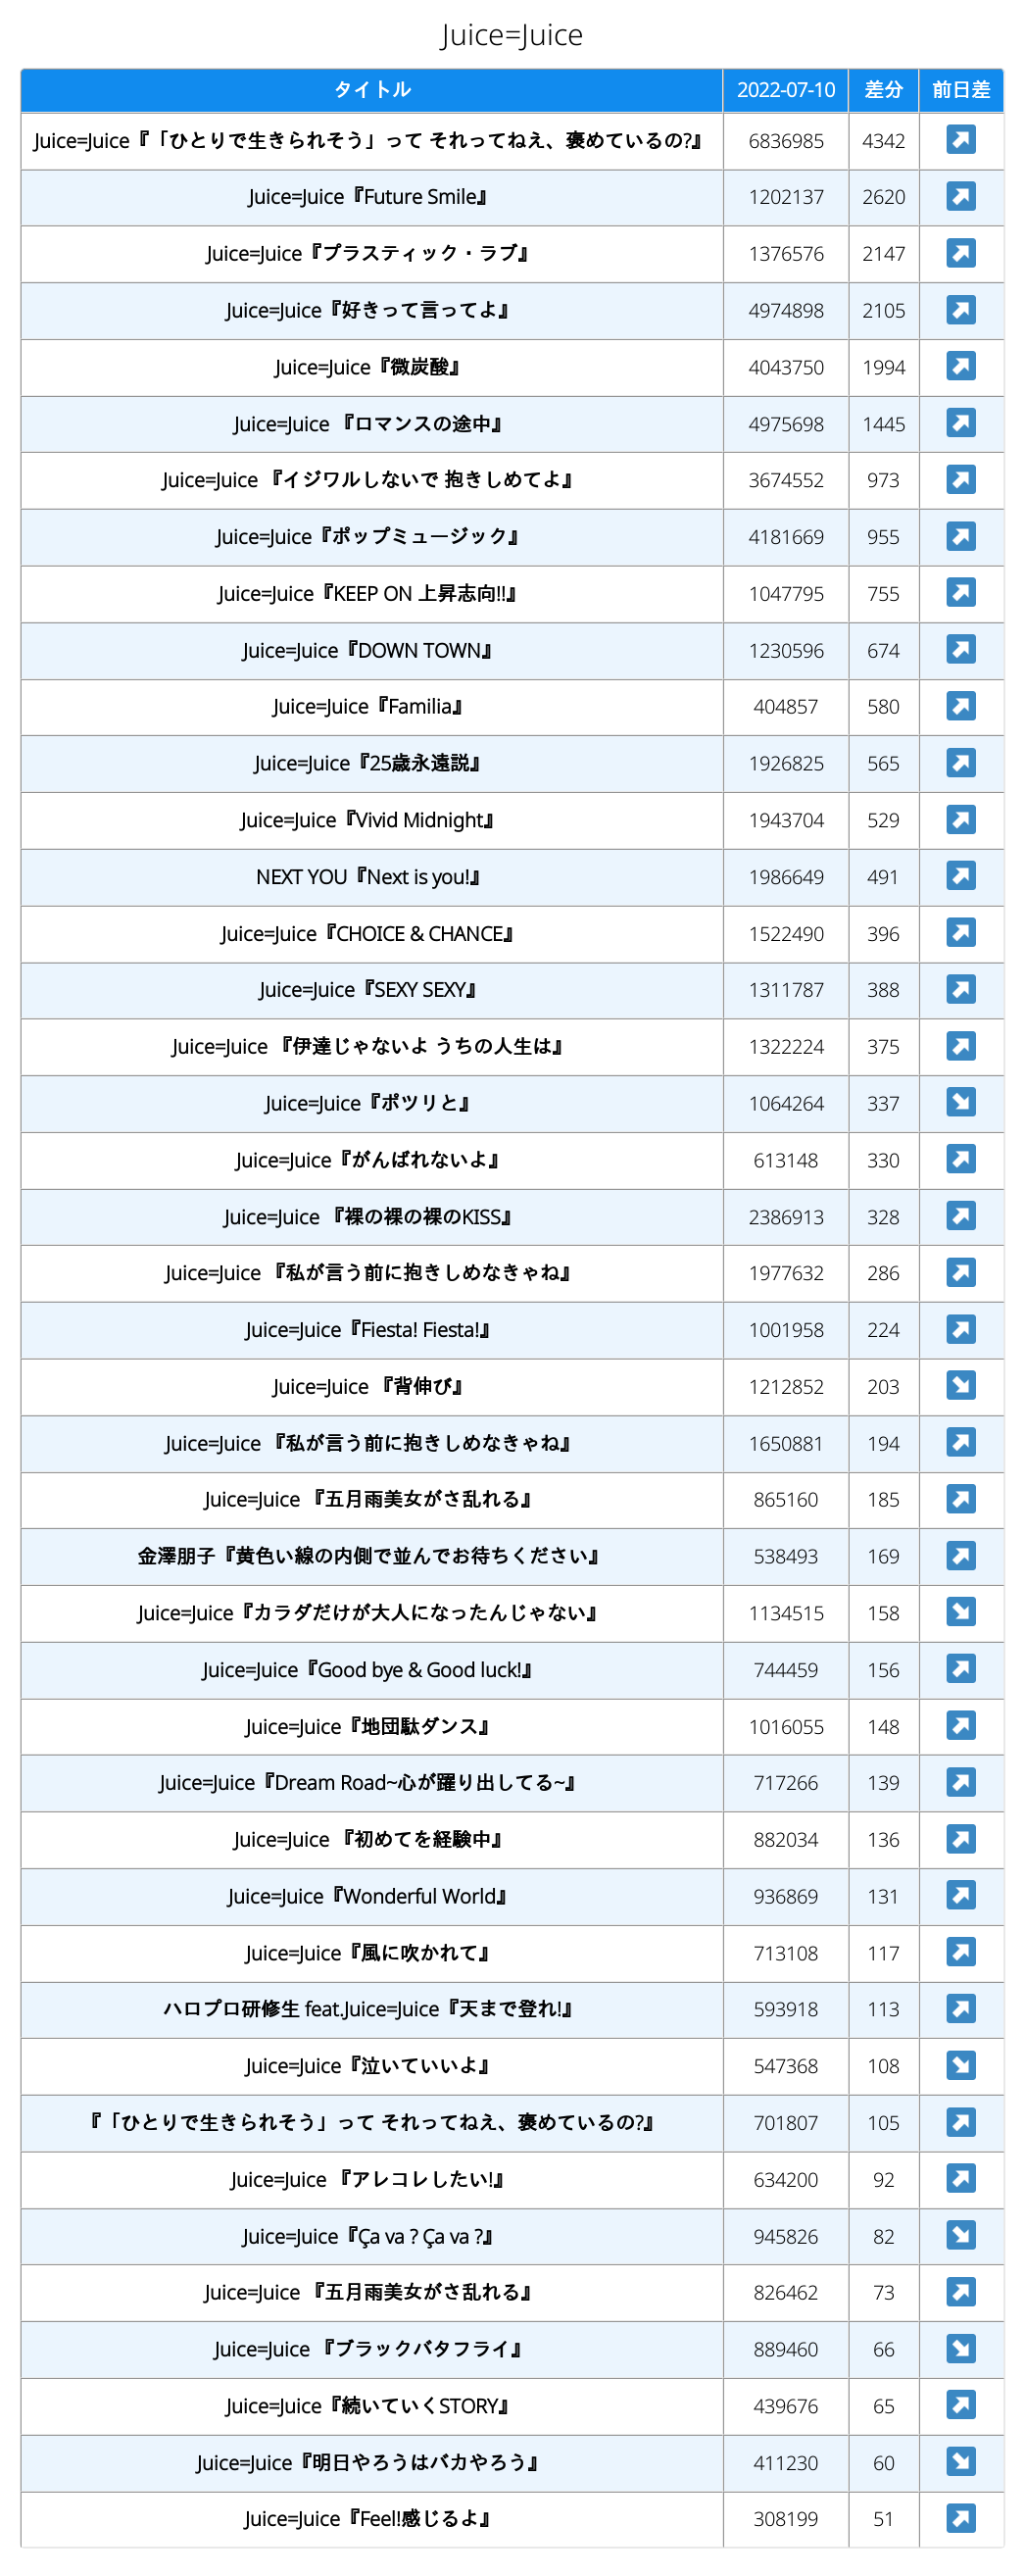 Juice=Juice
タイトル 2022-07-10 差分 前日差
Juice=Juice『「ひとりで生きられそう」って それってねえ、褒めているの?』 6836985 4342
Juice=Juice『Future Smile』 1202137 2620
Juice=Juice『プラスティック・ラブ』 1376576 2147
Juice=Juice『好きって言ってよ』 4974898 2105
Juice=Juice『微炭酸』 4043750 1994
Juice=Juice 『ロマンスの途中』 4975698 1445
Juice=Juice 『イジワルしないで 抱きしめてよ』 3674552 973
Juice=Juice『ポップミュージック』 4181669 955
Juice=Juice『KEEP ON 上昇志向!!』 1047795 755
Juice=Juice『DOWN TOWN』 1230596 674
Juice=Juice『Familia』 404857 580
Juice=Juice『25歳永遠説』 1926825 565
Juice=Juice『Vivid Midnight』 1943704 529
NEXT YOU『Next is you!』 1986649 491
Juice=Juice『CHOICE & CHANCE』 1522490 396
Juice=Juice『SEXY SEXY』 1311787 388
Juice=Juice 『伊達じゃないよ うちの人生は』 1322224 375
Juice=Juice『ポツリと』 1064264 337
Juice=Juice『がんばれないよ』 613148 330
Juice=Juice 『裸の裸の裸のKISS』 2386913 328
Juice=Juice 『私が言う前に抱きしめなきゃね』 1977632 286
Juice=Juice『Fiesta! Fiesta!』 1001958 224
Juice=Juice 『背伸び』 1212852 203
Juice=Juice 『私が言う前に抱きしめなきゃね』 1650881 194
Juice=Juice 『五月雨美女がさ乱れる』 865160 185
金澤朋子『黄色い線の内側で並んでお待ちください』 538493 169
Juice=Juice『カラダだけが大人になったんじゃない』 1134515 158
Juice=Juice『Good bye & Good luck!』 744459 156
Juice=Juice『地団駄ダンス』 1016055 148
Juice=Juice『Dream Road~心が躍り出してる~』 717266 139
Juice=Juice 『初めてを経験中』 882034 136
Juice=Juice『Wonderful World』 936869 131
Juice=Juice『風に吹かれて』 713108 117
ハロプロ研修生 feat.Juice=Juice『天まで登れ!』 593918 113
Juice=Juice『泣いていいよ』 547368 108
『「ひとりで生きられそう」って それってねえ、褒めているの?』 701807 105
Juice=Juice 『アレコレしたい!』 634200 92
Juice=Juice『Ça va ? Ça va ?』 945826 82
Juice=Juice 『五月雨美女がさ乱れる』 826462 73
Juice=Juice 『ブラックバタフライ』 889460 66
Juice=Juice『続いていくSTORY』 439676 65
Juice=Juice『明日やろうはバカやろう』 411230 60
Juice=Juice『Feel!感じるよ』 308199 51